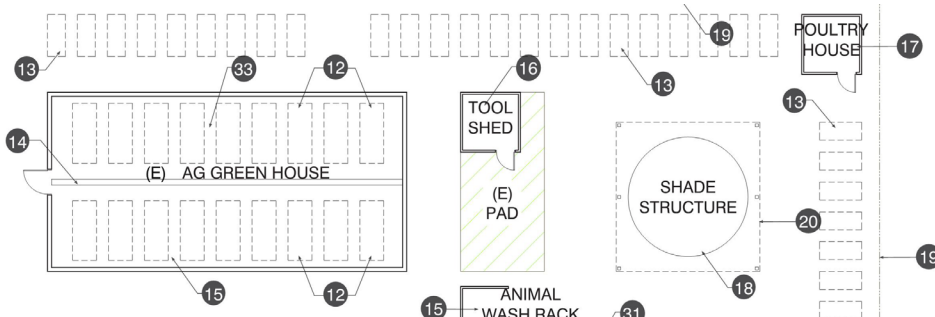 19
POULTRY
HOUSE
17
13
33
12
16
13
TOOL
SHED
13
14
(E) AG GREEN HOUSE
(E)
PAD
SHADE
STRUCTURE
20
19
15
12
18
15
ANIMAL
WASH RACK
31